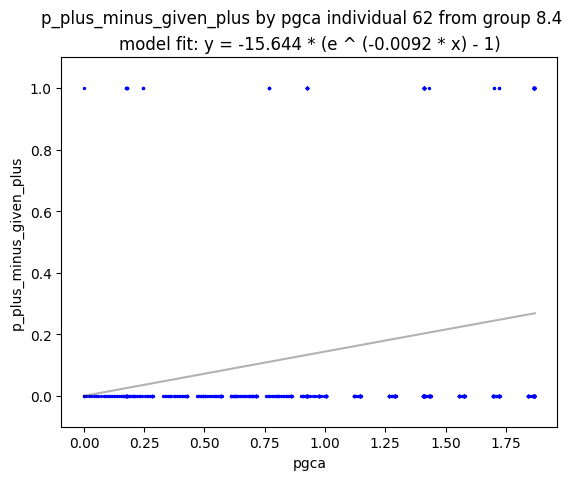 p_plus_minus_given_plus by pgca individual 62 from group 8.4
model fit: y = -15.644 * (e ^ (-0.0092 * x) - 1)
1.0
0.8
0.6
0.4
0.2
0.0
p_plus_minus_given_plus
0.00 0.25 0.50 0.75 1.00 1.25 1.50 1.75
pgca